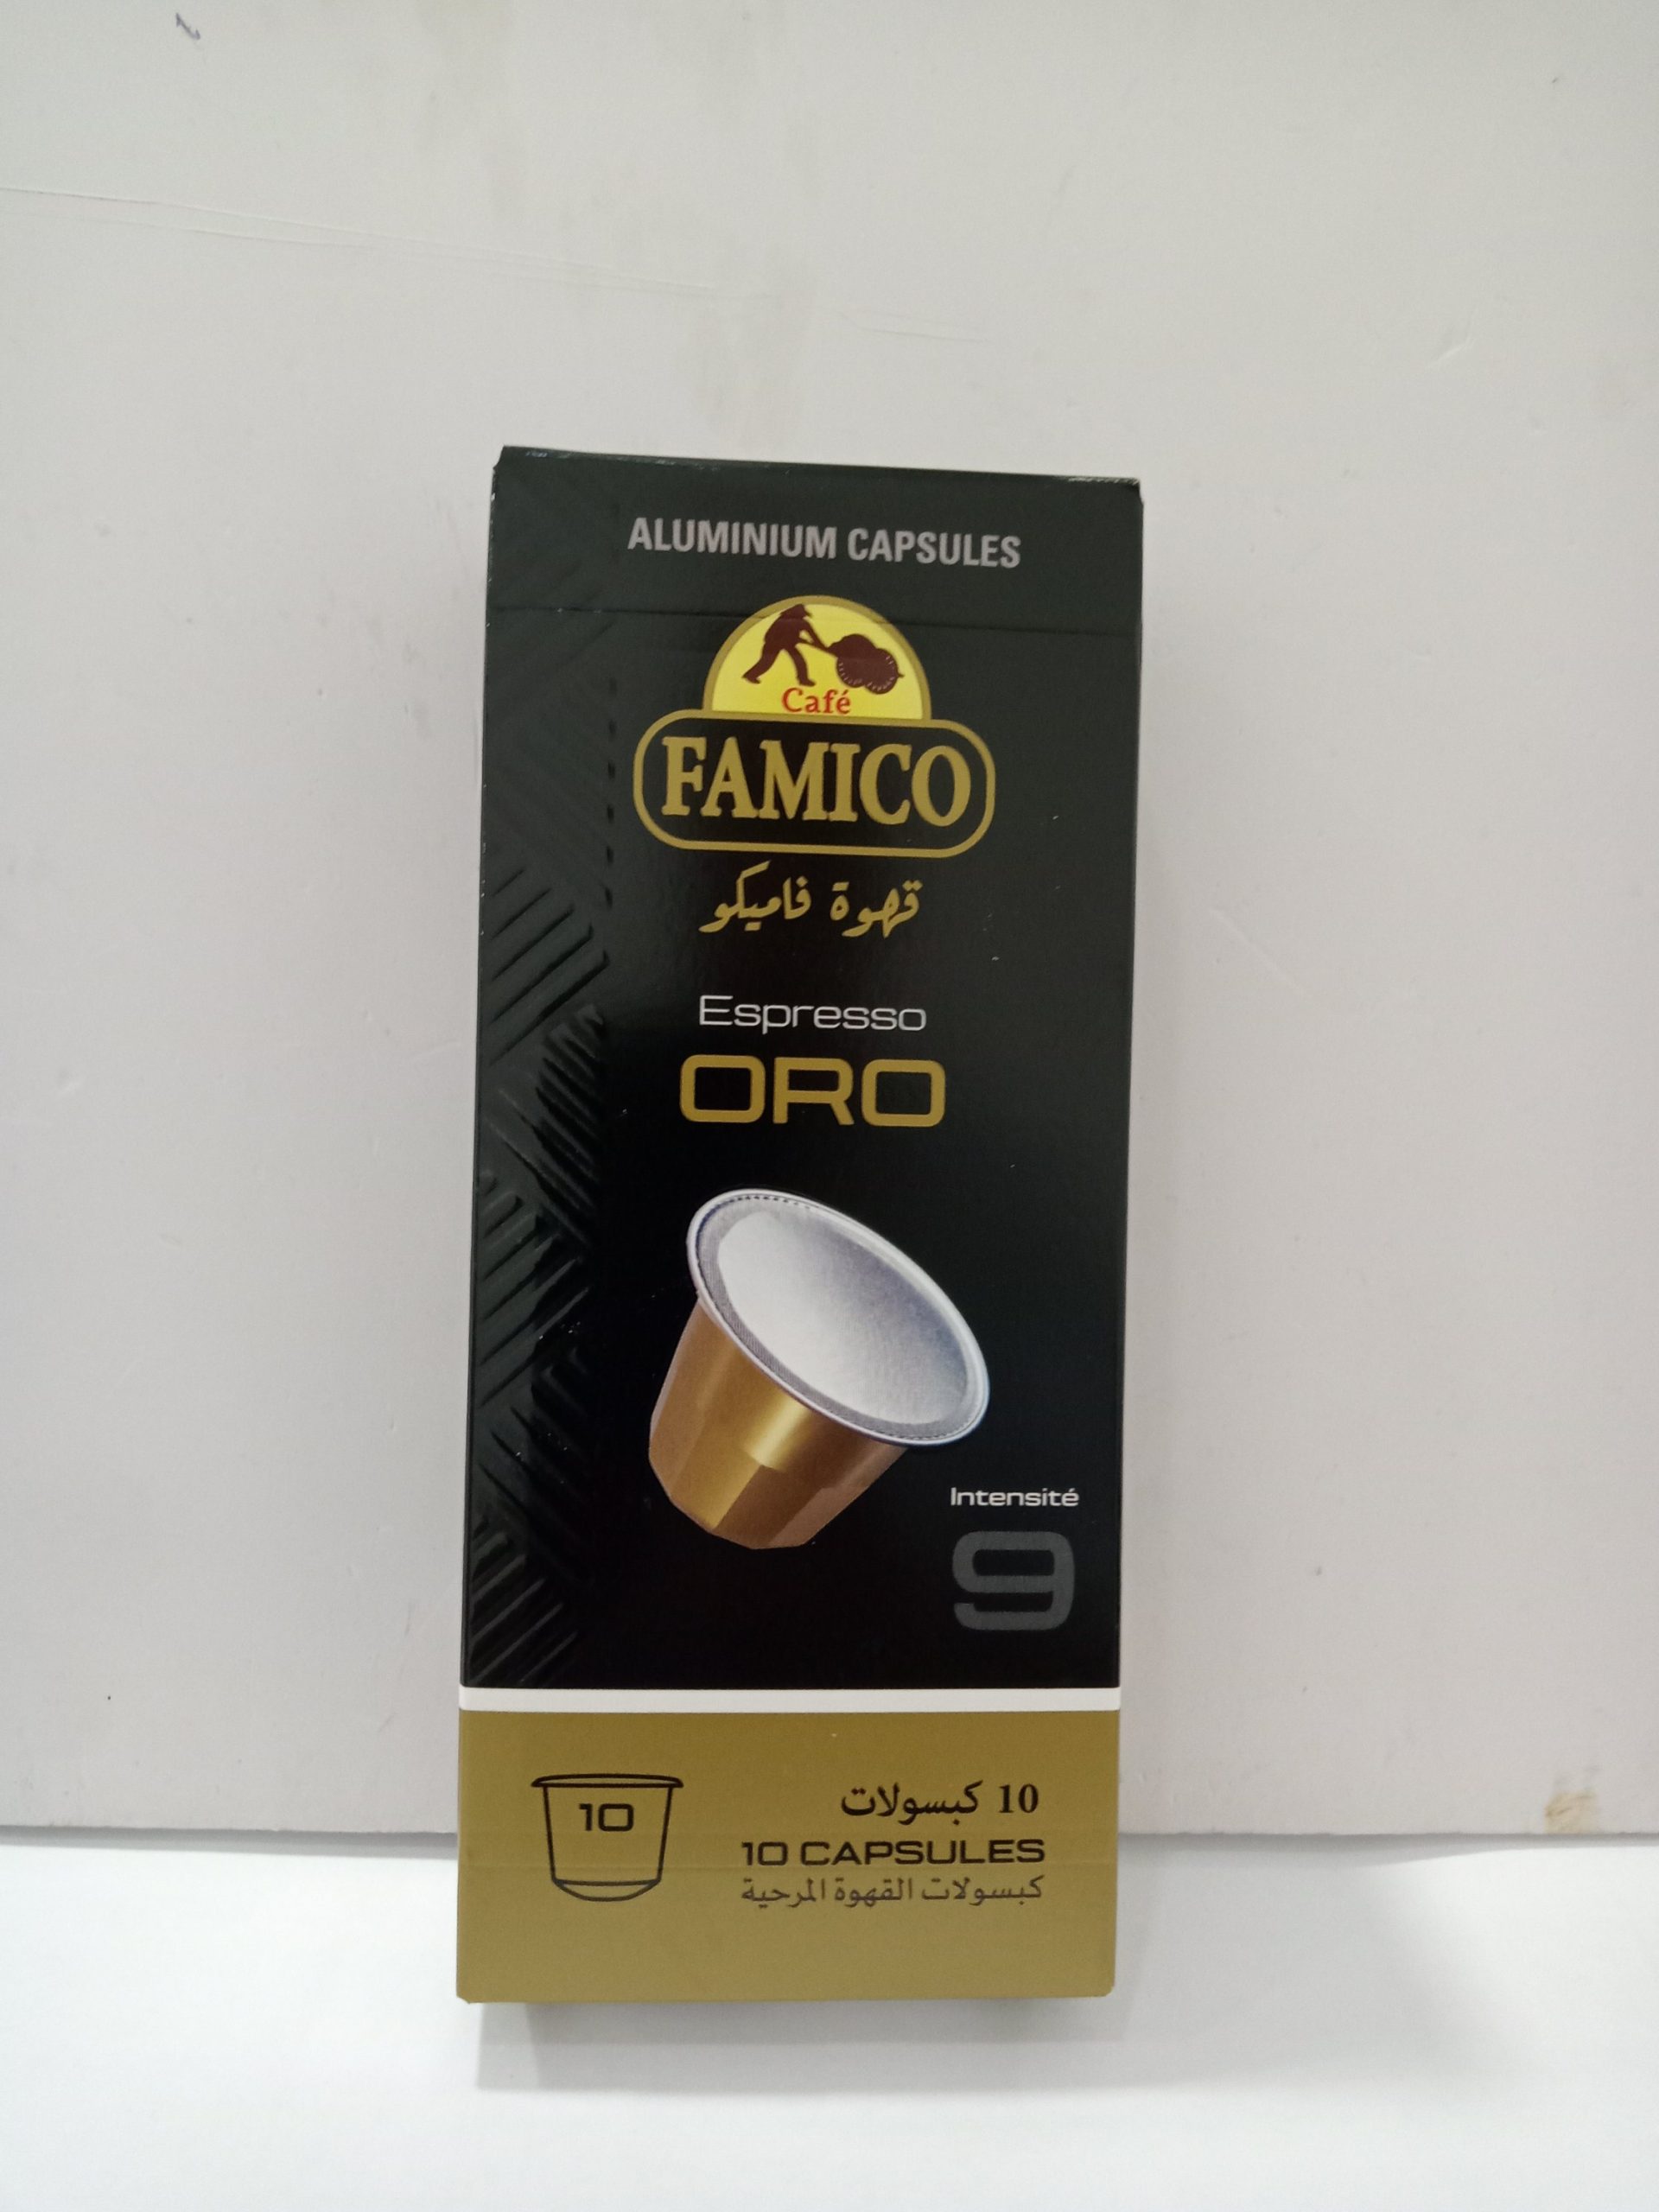 ALUMINIUM CAPSULES
Café
FAMICO
قهوة فاميكو
Espresso
ORO
Intensité
9
10
10 كبسولات
10 CAPSULES
كبسولات القهوة المرحية